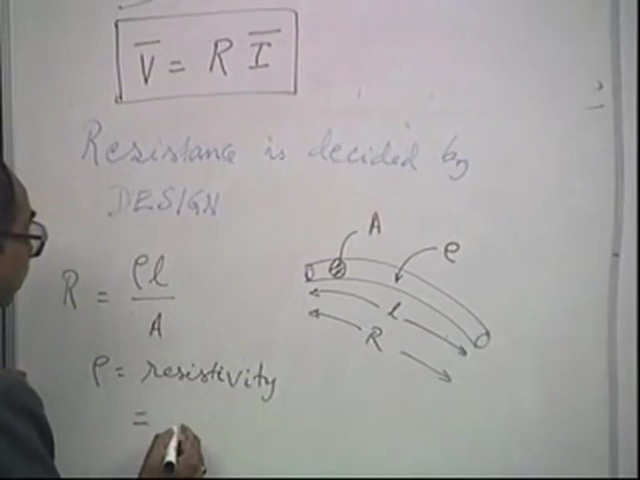 V̅ = R I̅
Resistance is decided by
DESIGN
R = ρl / A
A
ρ
l
R
ρ = resistivity
=